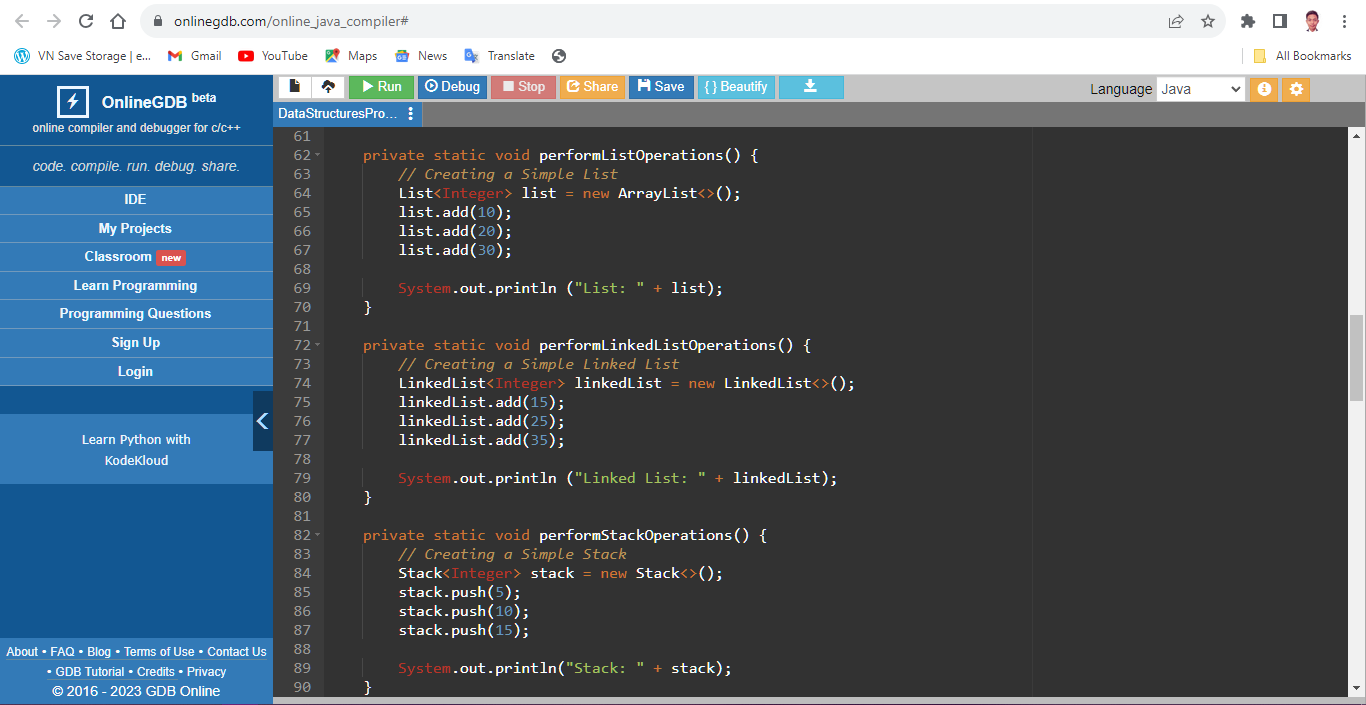 onlinegdb.com/online_java_compiler#
VN Save Storage | e... Gmail YouTube Maps News Translate All Bookmarks
OnlineGDB beta
online compiler and debugger for c/c++
code. compile. run. debug. share.
IDE
My Projects
Classroom new
Learn Programming
Programming Questions
Sign Up
Login
Learn Python with
KodeKloud
About • FAQ • Blog • Terms of Use • Contact Us
• GDB Tutorial • Credits • Privacy
© 2016 - 2023 GDB Online
Run Debug Stop Share Save { } Beautify Language Java
DataStructuresPro...
61
62 private static void performListOperations() {
63 // Creating a Simple List
64 List<Integer> list = new ArrayList<>();
65 list.add(10);
66 list.add(20);
67 list.add(30);
68
69 System.out.println ("List: " + list);
70 }
71
72 private static void performLinkedListOperations() {
73 // Creating a Simple Linked List
74 LinkedList<Integer> linkedList = new LinkedList<>();
75 linkedList.add(15);
76 linkedList.add(25);
77 linkedList.add(35);
78
79 System.out.println ("Linked List: " + linkedList);
80 }
81
82 private static void performStackOperations() {
83 // Creating a Simple Stack
84 Stack<Integer> stack = new Stack<>();
85 stack.push(5);
86 stack.push(10);
87 stack.push(15);
88
89 System.out.println("Stack: " + stack);
90 }